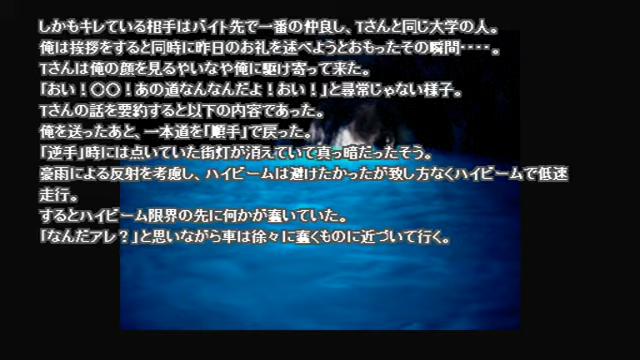 しかもキレている相手はバイト先で一番の仲良し、Tさんと同じ大学の人。
俺は挨拶をすると同時に昨日のお礼を述べようとおもったその瞬間････。
Tさんは俺の顔を見るやいなや俺に駆け寄って来た。
「おい！〇〇！あの道なんなんだよ！おい！」と尋常じゃない様子。
Tさんの話を要約すると以下の内容であった。
俺を送ったあと、一本道を「順手」で戻った。
「逆手」時には点いていた街灯が消えていて真っ暗だったそう。
豪雨による反射を考慮し、ハイビームは避けたかったが致し方なくハイビームで低速
走行。
するとハイビーム限界の先に何かが蠢いていた。
「なんだアレ？」と思いながら車は徐々に蠢くものに近づいて行く。